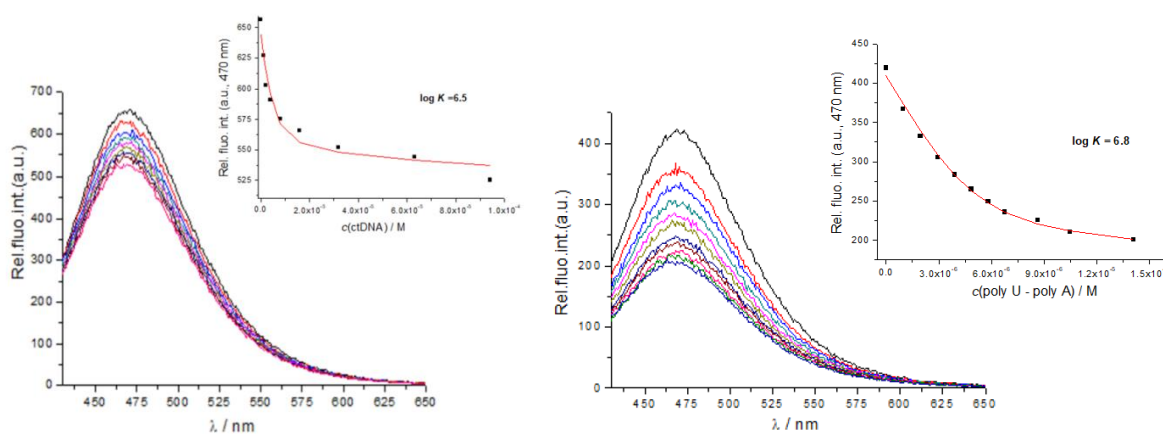 Rel.fluo.int.(a.u.)
700
600
500
400
300
200
100
0
450 475 500 525 550 575 600 625 650
λ / nm
Rel. fluo. int. (a.u., 470 nm)
650
625
600
575
550
525
log K =6.5
0.0 2.0x10⁻⁵ 4.0x10⁻⁵ 6.0x10⁻⁵ 8.0x10⁻⁵ 1.0x10⁻⁴
c(ctDNA) / M
Rel.fluo.int.(a.u.)
400
300
200
100
0
450 475 500 525 550 575 600 625 650
λ / nm
Rel. fluo. int. (a.u., 470 nm)
450
400
350
300
250
200
log K = 6.8
0.0 3.0x10⁻⁶ 6.0x10⁻⁶ 9.0x10⁻⁶ 1.2x10⁻⁵ 1.5x10
c(poly U - poly A) / M